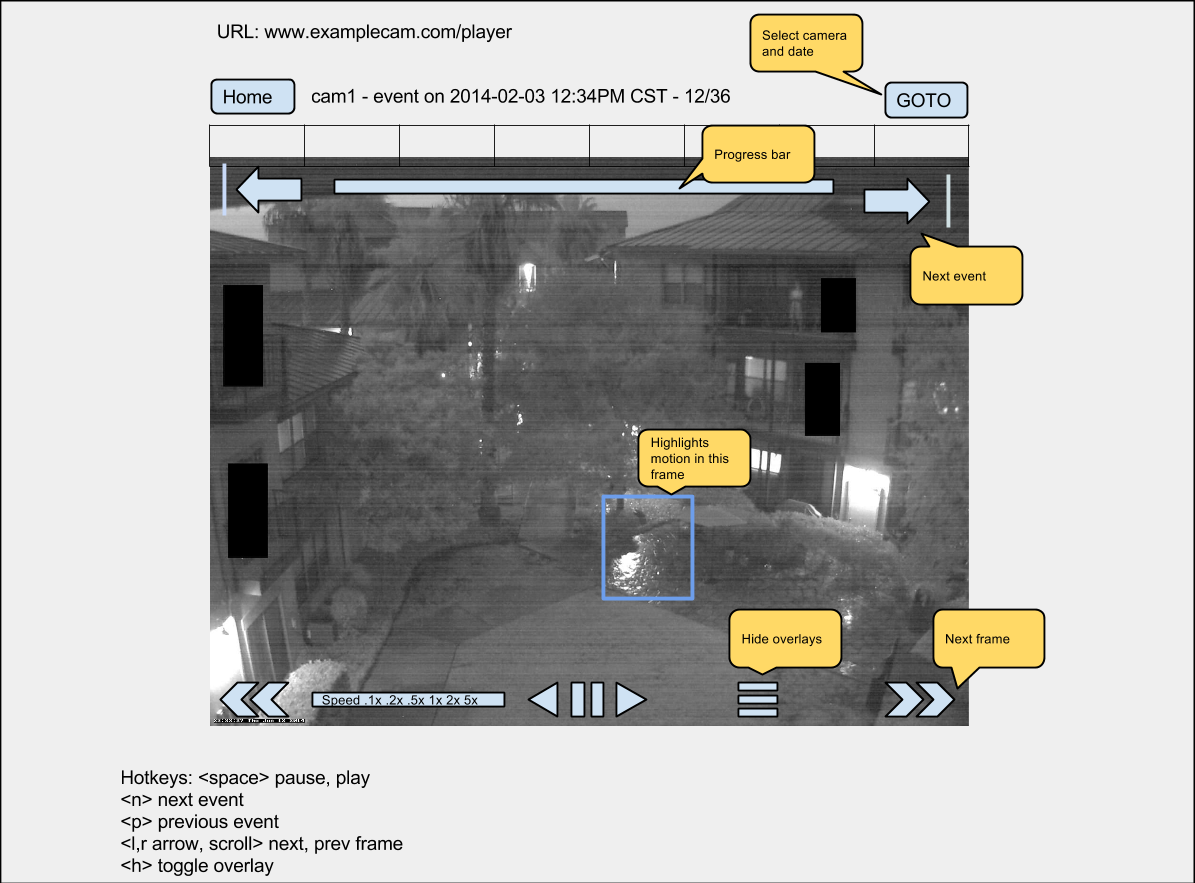 URL: www.examplecam.com/player
Select camera
and date
Home
cam1 - event on 2014-02-03 12:34PM CST - 12/36
GOTO
Progress bar
Next event
Highlights
motion in this
frame
Hide overlays
Next frame
Speed .1x .2x .5x 1x 2x 5x
Hotkeys: <space> pause, play
<n> next event
<p> previous event
<l,r arrow, scroll> next, prev frame
<h> toggle overlay